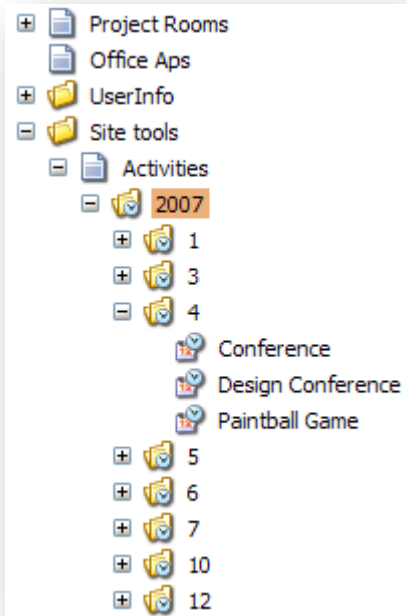 Project Rooms
Office Aps
UserInfo
Site tools
Activities
2007
1
3
4
Conference
Design Conference
Paintball Game
5
6
7
10
12